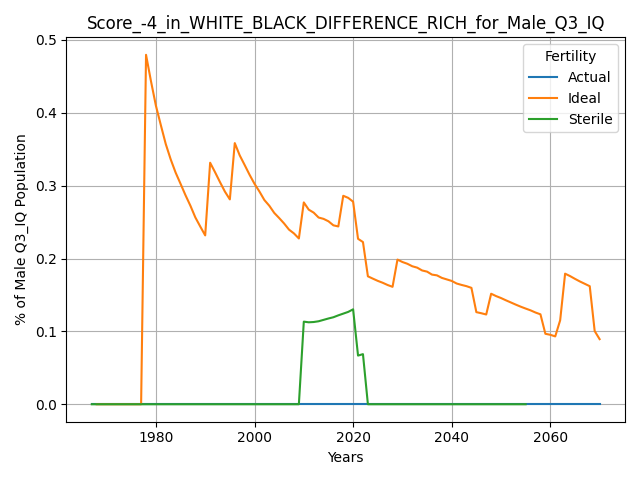 Score_-4_in_WHITE_BLACK_DIFFERENCE_RICH_for_Male_Q3_IQ
Fertility
Actual
Ideal
Sterile
% of Male Q3_IQ Population
0.5
0.4
0.3
0.2
0.1
0.0
1980 2000 2020 2040 2060
Years